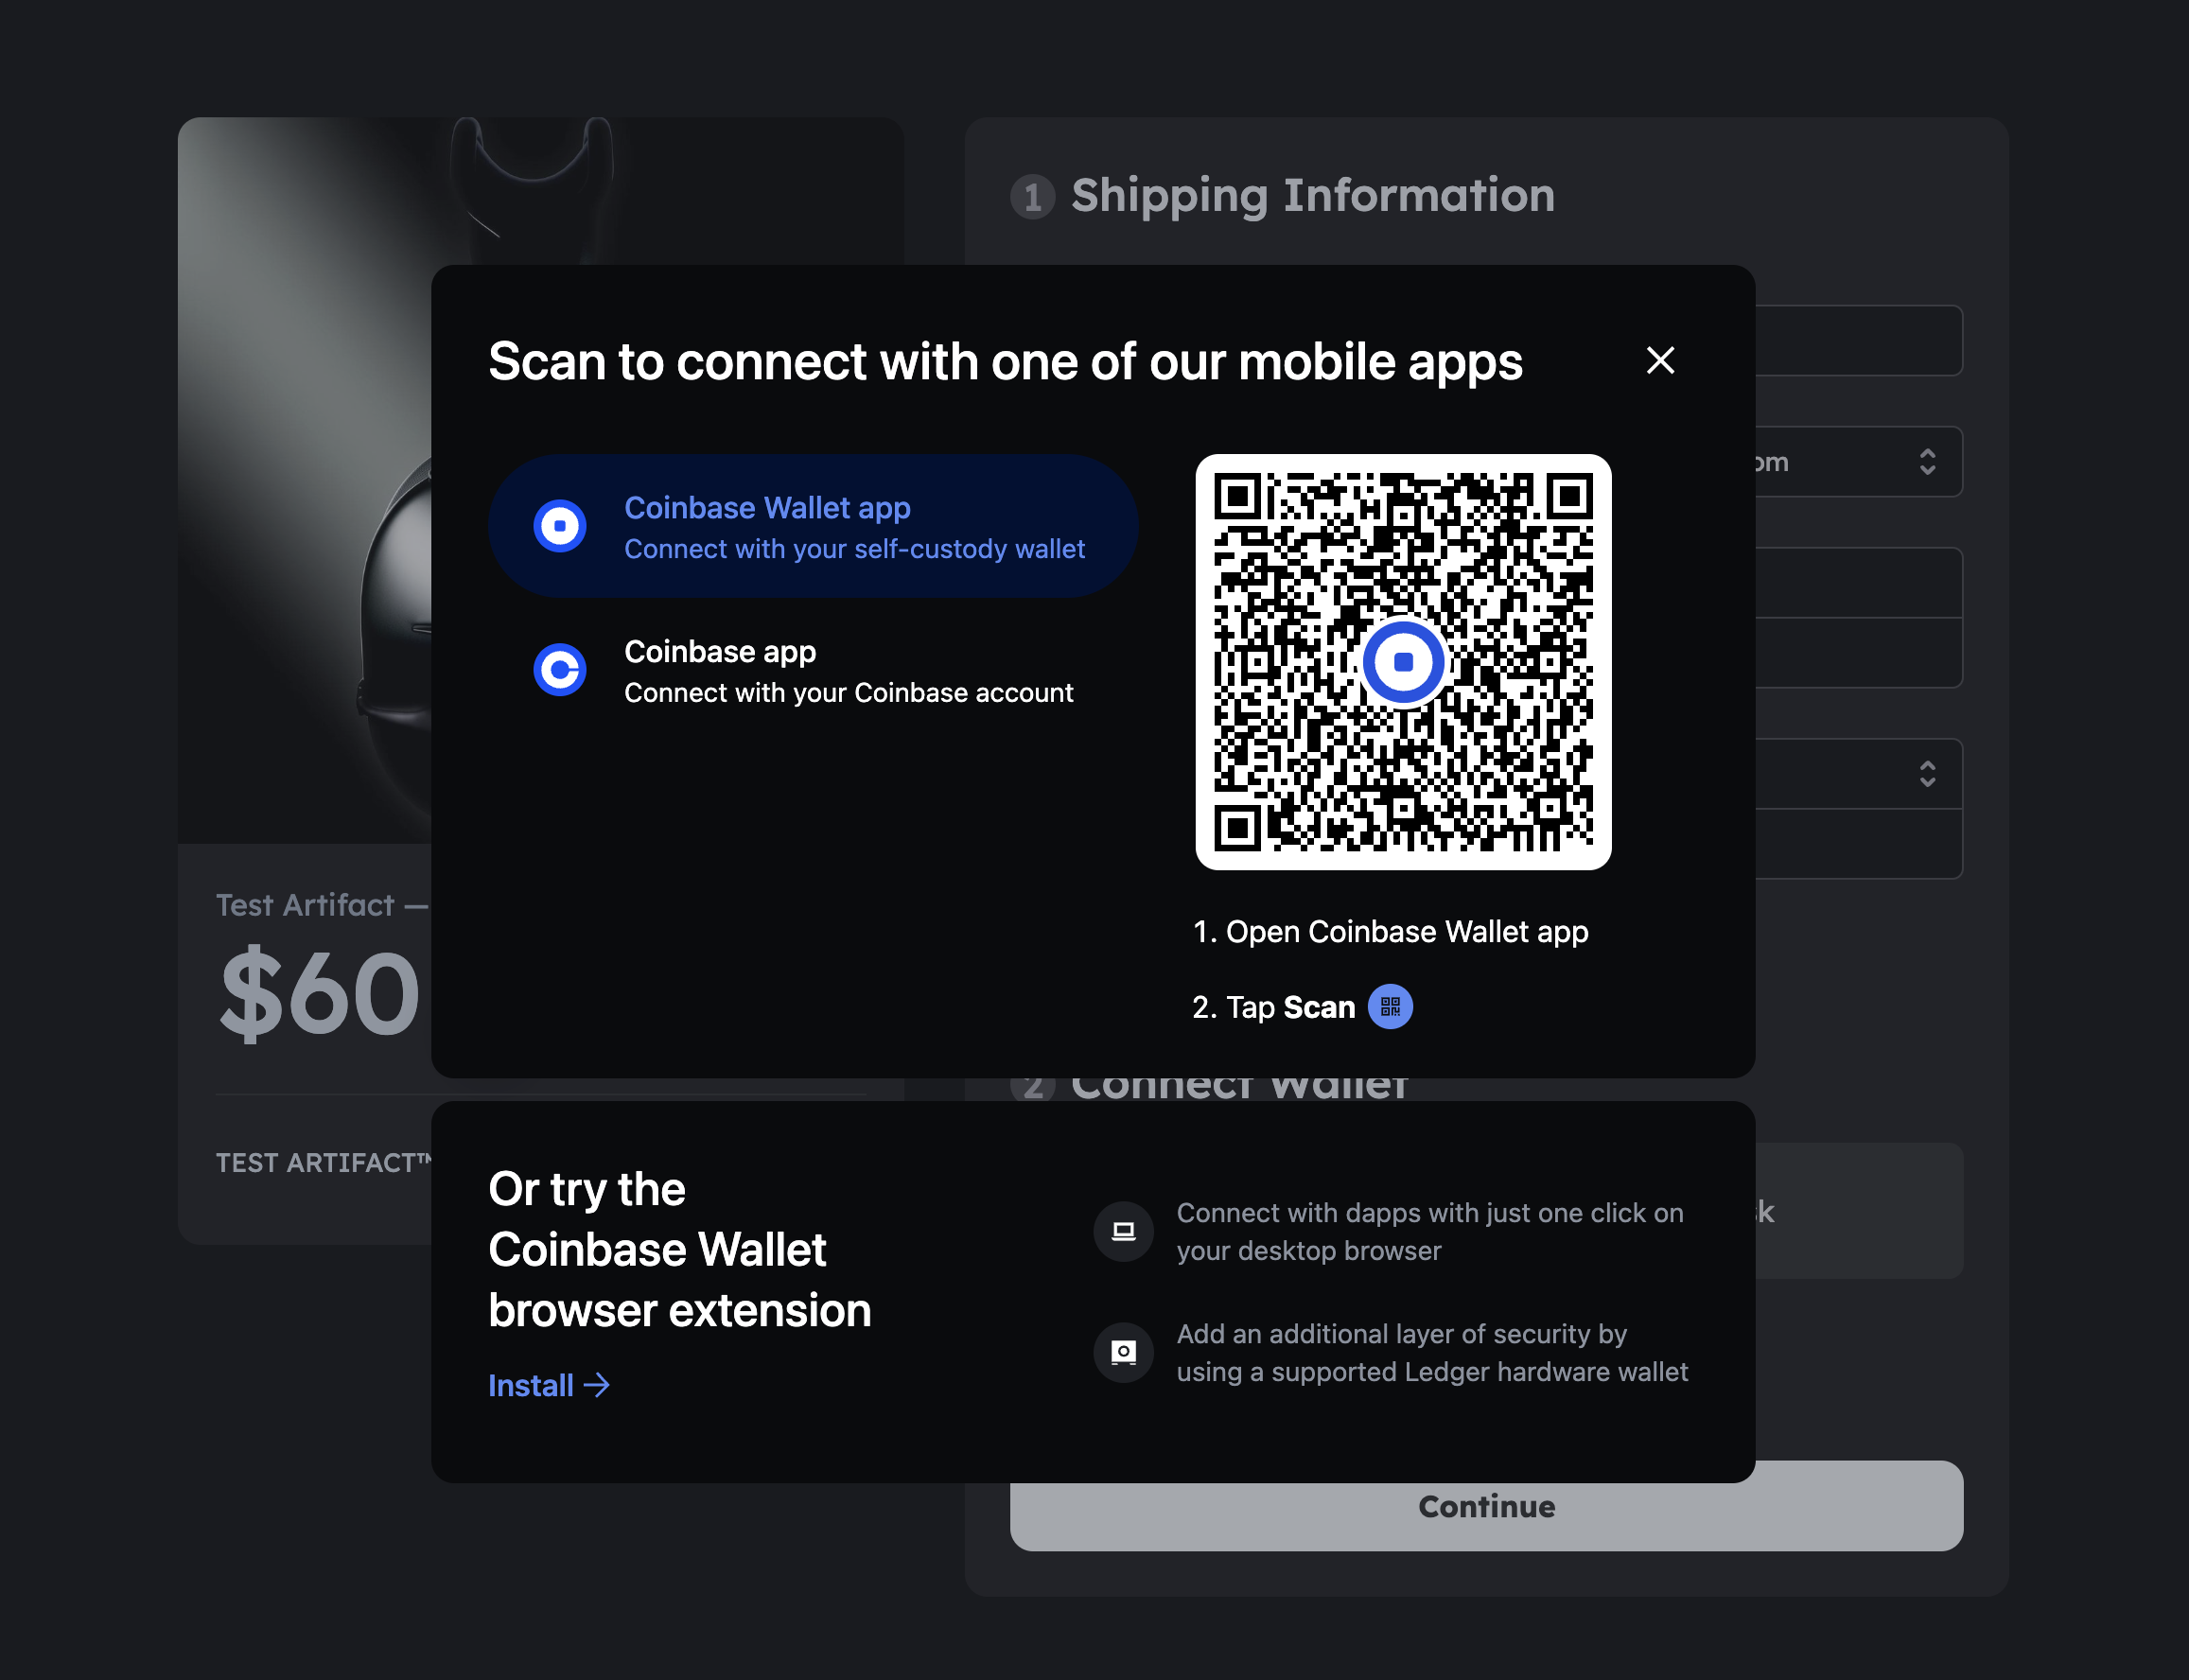 1 Shipping Information
Scan to connect with one of our mobile apps
Coinbase Wallet app
Connect with your self-custody wallet
Coinbase app
Connect with your Coinbase account
om
1. Open Coinbase Wallet app
2. Tap Scan
Test Artifact —
$60
TEST ARTIFACT™
2 Connect Wallet
Or try the
Coinbase Wallet
browser extension
Install
Connect with dapps with just one click on
your desktop browser
Add an additional layer of security by
using a supported Ledger hardware wallet
Continue